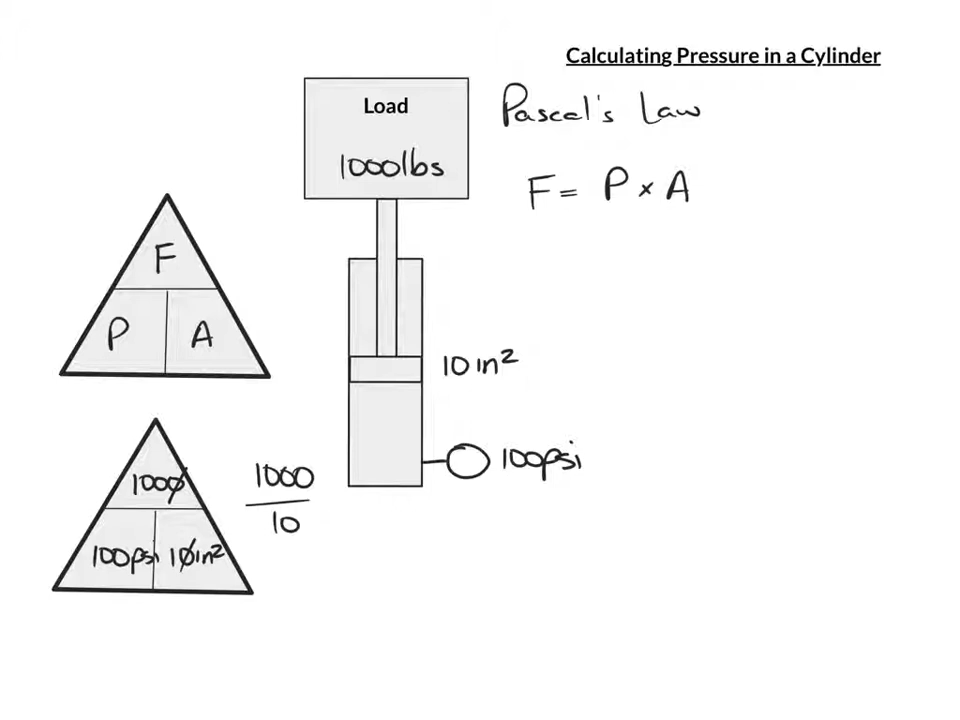 Calculating Pressure in a Cylinder
Load
1000lbs
Pascal's Law
F = P × A
F
P A
10in²
1000
100psi 10in²
1000
10
100psi